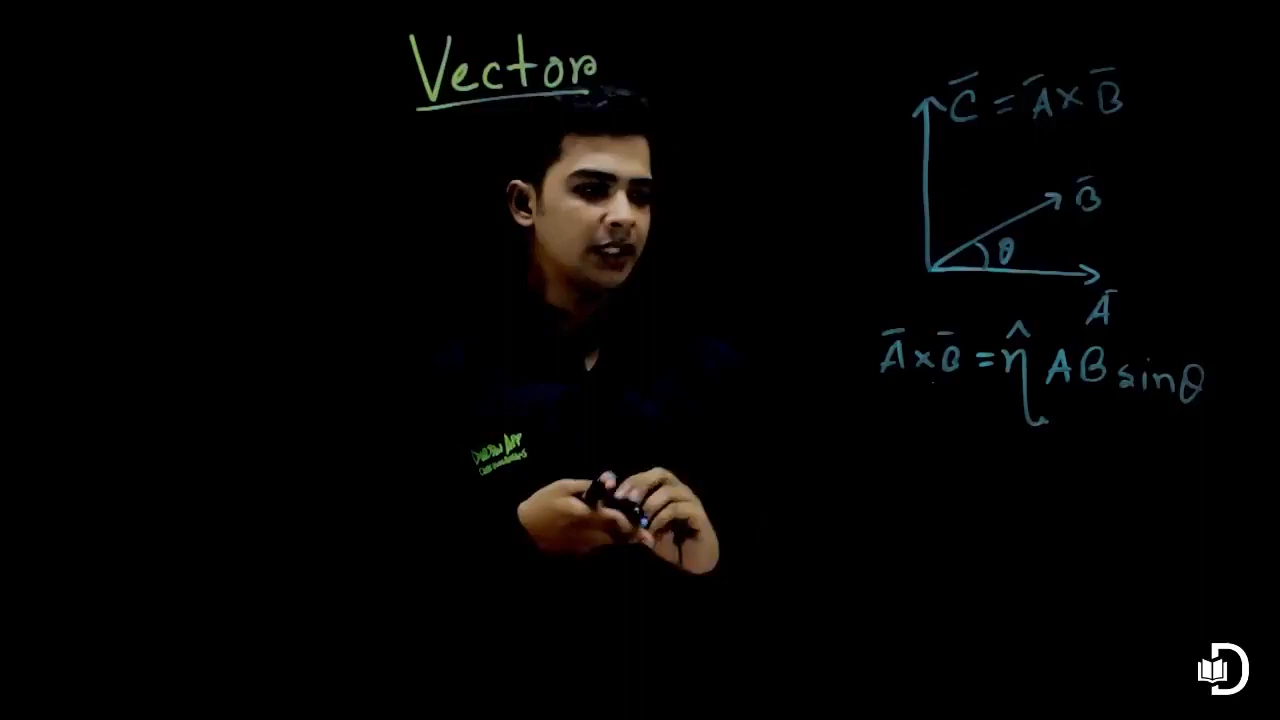 Vector
C̄ = Ā × B̄
B̄
θ
Ā
Ā × B̄ = η̂ AB sinθ